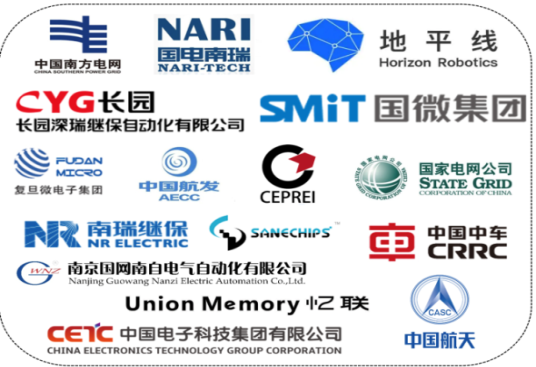 中国南方电网
CHINA SOUTHERN POWER GRID
NARI
国电南瑞
NARI-TECH
地平线
Horizon Robotics
CYG长园
长园深瑞继保自动化有限公司
SMiT 国微集团
FUDAN
MICRO
复旦微电子集团
中国航发
AECC
CEPREI
国家电网公司
STATE GRID
CORPORATION OF CHINA
NR 南瑞继保
NR ELECTRIC
SANECHIPS™
中国中车
CRRC
WNZ 南京国网南自电气自动化有限公司
Nanjing Guowang Nanzi Electric Automation Co.,Ltd.
Union Memory 忆联
CASC
中国航天
CETC 中国电子科技集团有限公司
CHINA ELECTRONICS TECHNOLOGY GROUP CORPORATION